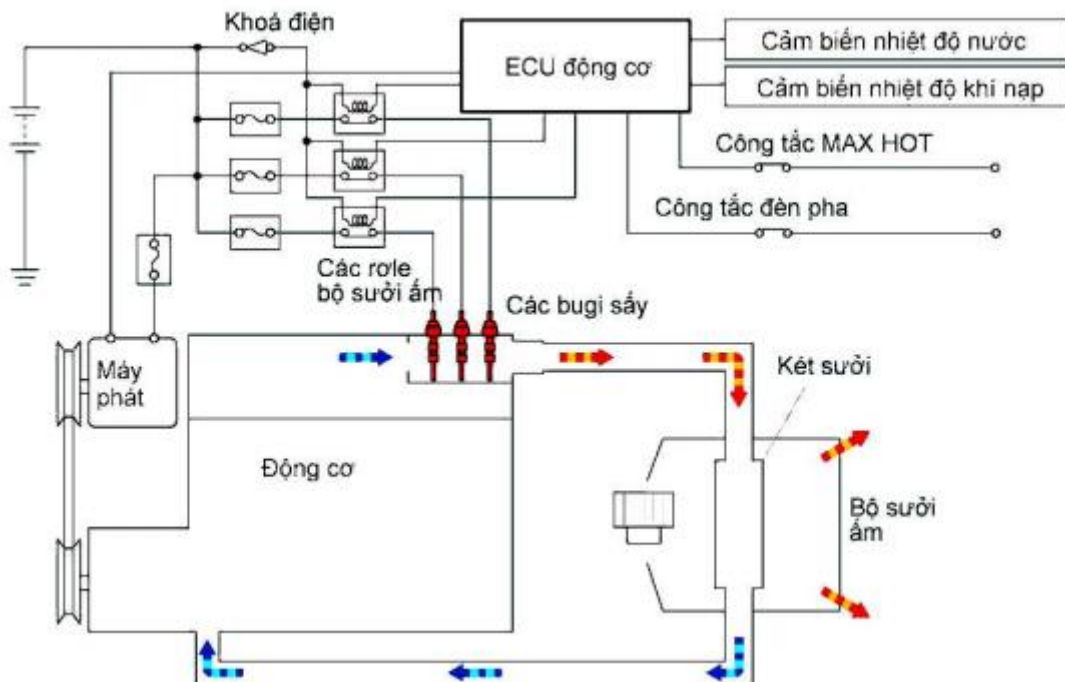 Khoá điện
ECU động cơ
Cảm biến nhiệt độ nước
Cảm biến nhiệt độ khí nạp
Công tắc MAX HOT
Công tắc đèn pha
Các rơle
bộ sưởi ấm
Các bugi sấy
Máy
phát
Két sưởi
Động cơ
Bộ sưởi
ấm